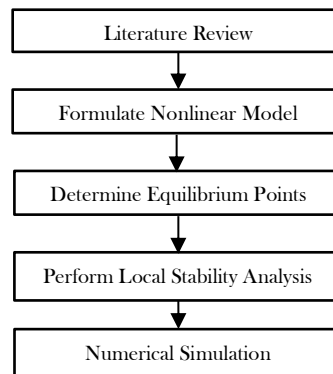 Literature Review
Formulate Nonlinear Model
Determine Equilibrium Points
Perform Local Stability Analysis
Numerical Simulation